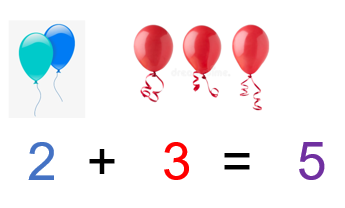 2 + 3 = 5